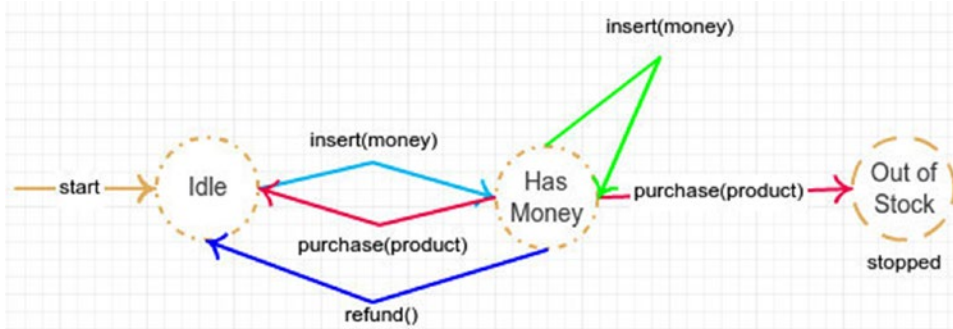 insert(money)
insert(money)
start
Idle
Has
Money
purchase(product)
Out of
Stock
purchase(product)
stopped
refund()